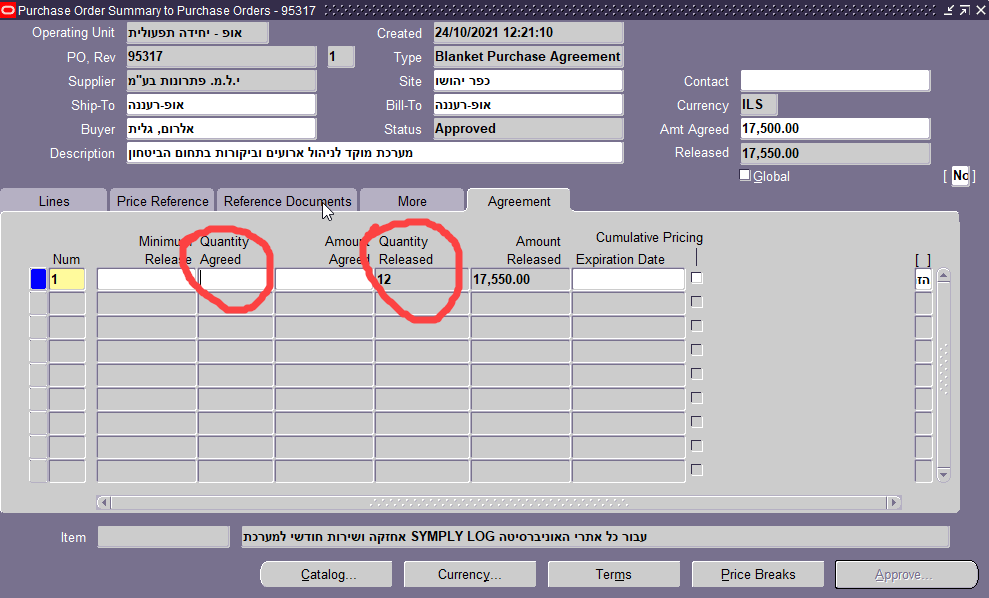 Purchase Order Summary to Purchase Orders - 95317
Operating Unit אופ - יחידה תפעולית Created 24/10/2021 12:21:10
PO, Rev 95317 1 Type Blanket Purchase Agreement
Supplier י.ל.מ. פתרונות בע"מ Site כפר יהושו Contact
Ship-To אופ-רעננה Bill-To אופ-רעננה Currency ILS
Buyer אלרום, גלית Status Approved Amt Agreed 17,500.00
Description מערכת מוקד לניהול ארועים וביקורות בתחום הביטחון Released 17,550.00
Global [ Nc ]
Lines Price Reference Reference Documents More Agreement
Num Minimum Release Quantity Agreed Amount Agreed Quantity Released Amount Released Cumulative Pricing Expiration Date [ ]
1 12 17,550.00 הז
Item עבור כל אתרי האוניברסיטה SYMPLY LOG אחזקה ושירות חודשי למערכת
Catalog... Currency... Terms Price Breaks Approve...